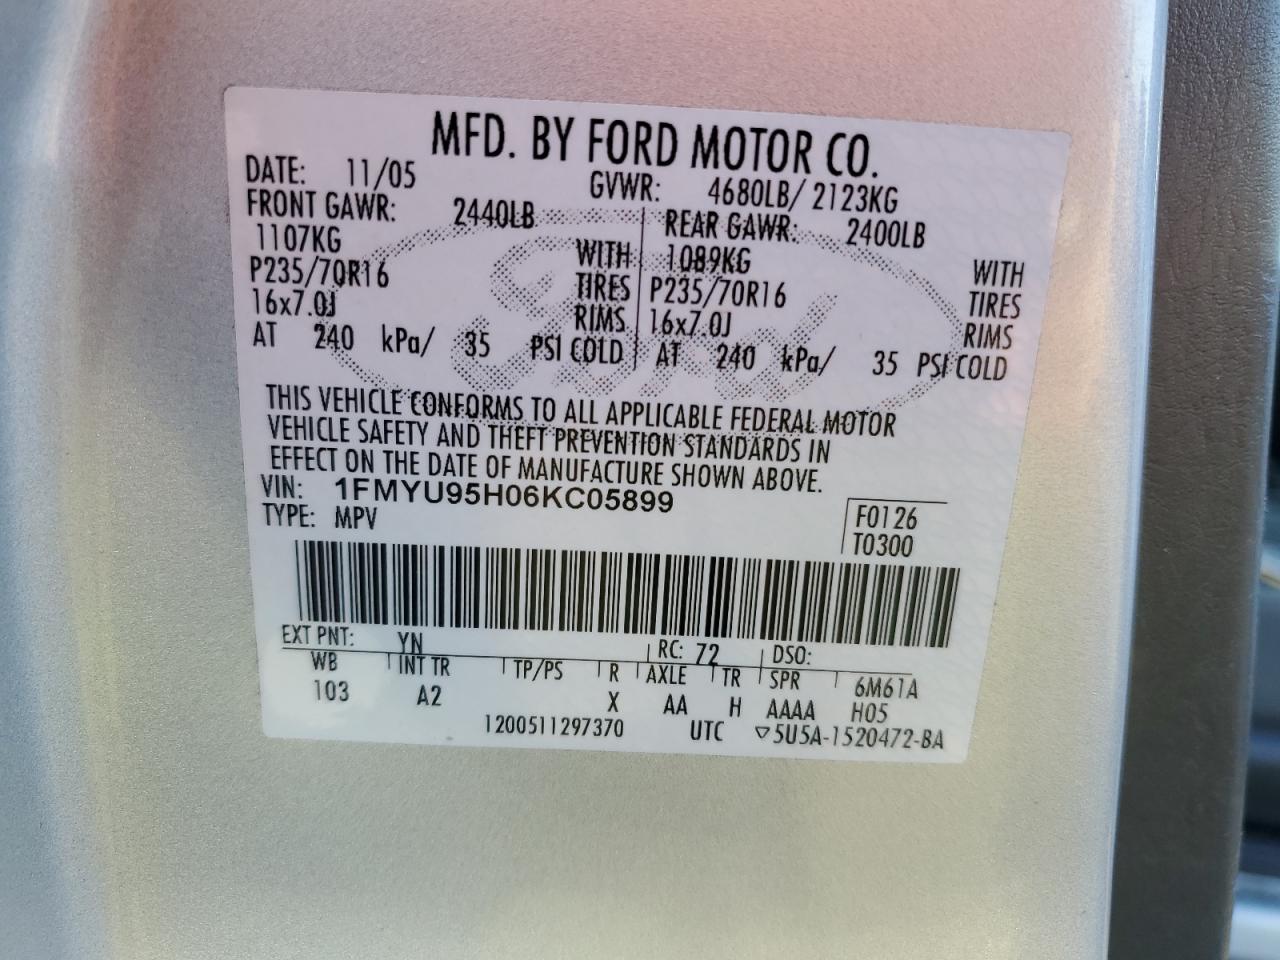 MFD. BY FORD MOTOR CO.
DATE: 11/05 GVWR: 4680LB/ 2123KG
FRONT GAWR: 2440LB REAR GAWR: 2400LB
1107KG WITH 1089KG WITH
P235/70R16 TIRES P235/70R16 TIRES
16x7.0J RIMS 16x7.0J RIMS
AT 240 kPa/ 35 PSI COLD AT 240 kPa/ 35 PSI COLD
THIS VEHICLE CONFORMS TO ALL APPLICABLE FEDERAL MOTOR
VEHICLE SAFETY AND THEFT PREVENTION STANDARDS IN
EFFECT ON THE DATE OF MANUFACTURE SHOWN ABOVE.
VIN: 1FMYU95H06KC05899
TYPE: MPV
F0126
T0300
EXT PNT: YN RC: 72 DSO:
WB INT TR TP/PS R AXLE TR SPR 6M61A
103 A2 X AA H AAAA H05
1200511297370 UTC ▽5U5A-1520472-BA